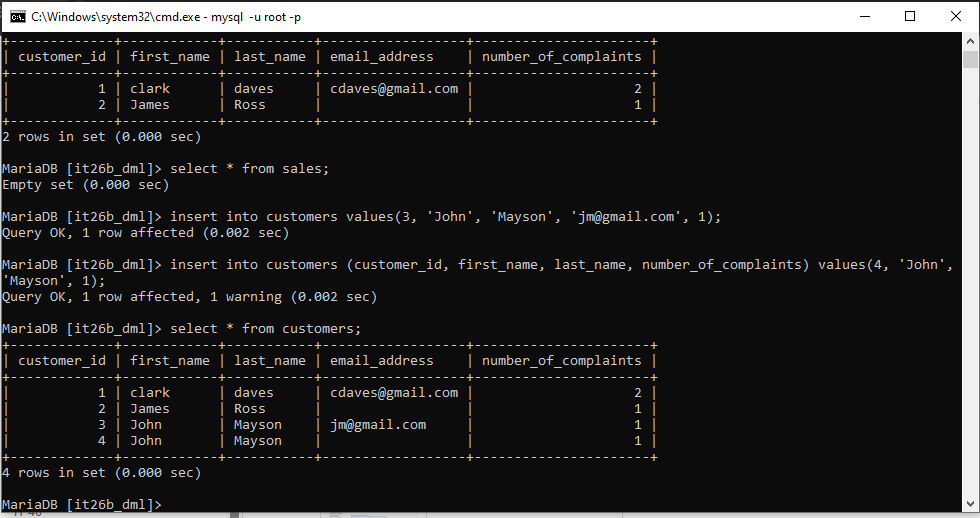 C:\Windows\system32\cmd.exe - mysql  -u root -p
+-------------+------------+-----------+------------------+----------------------+
| customer_id | first_name | last_name | email_address    | number_of_complaints |
+-------------+------------+-----------+------------------+----------------------+
|           1 | clark      | daves     | cdaves@gmail.com |                    2 |
|           2 | James      | Ross      |                  |                    1 |
+-------------+------------+-----------+------------------+----------------------+
2 rows in set (0.000 sec)
MariaDB [it26b_dml]> select * from sales;
Empty set (0.000 sec)
MariaDB [it26b_dml]> insert into customers values(3, 'John', 'Mayson', 'jm@gmail.com', 1);
Query OK, 1 row affected (0.002 sec)
MariaDB [it26b_dml]> insert into customers (customer_id, first_name, last_name, number_of_complaints) values(4, 'John',
'Mayson', 1);
Query OK, 1 row affected, 1 warning (0.002 sec)
MariaDB [it26b_dml]> select * from customers;
+-------------+------------+-----------+------------------+----------------------+
| customer_id | first_name | last_name | email_address    | number_of_complaints |
+-------------+------------+-----------+------------------+----------------------+
|           1 | clark      | daves     | cdaves@gmail.com |                    2 |
|           2 | James      | Ross      |                  |                    1 |
|           3 | John       | Mayson    | jm@gmail.com     |                    1 |
|           4 | John       | Mayson    |                  |                    1 |
+-------------+------------+-----------+------------------+----------------------+
4 rows in set (0.000 sec)
MariaDB [it26b_dml]>